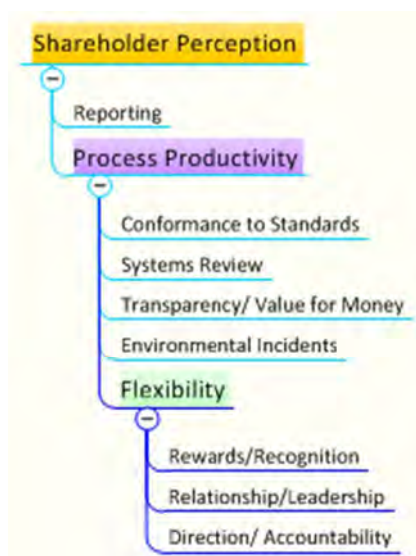 Shareholder Perception
Reporting
Process Productivity
Conformance to Standards
Systems Review
Transparency/ Value for Money
Environmental Incidents
Flexibility
Rewards/Recognition
Relationship/Leadership
Direction/ Accountability